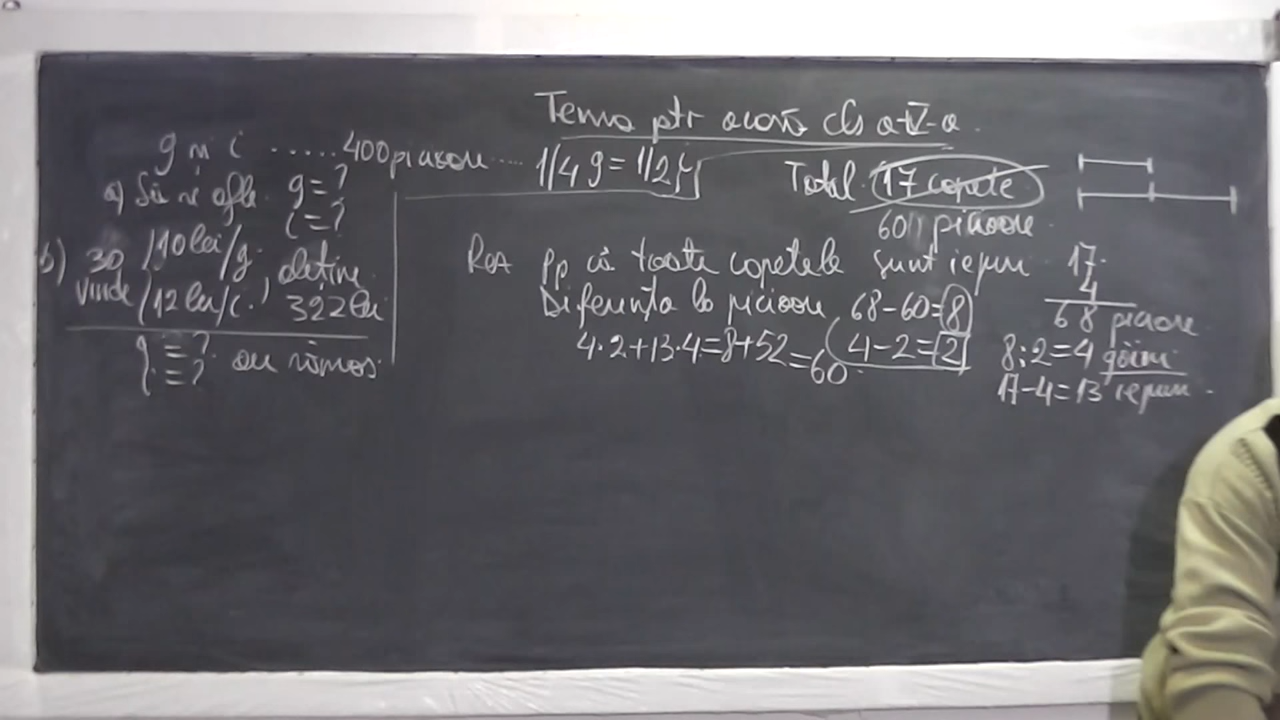 Tema ptr acasă cls a-V-a.
g și i ..... 400 picioare ....
1/4 g = 1/2 i
a) Să se afle g = ?
i = ?
b) 30 / 10 lei/g.
vinde / 12 lei/i. , obține 392 lei
g = ?
i = ? au rămas.
Total 17 capete
60 picioare
Rez Pp că toate capetele sunt iepuri
17.
4
68 picioare
Diferența la picioare 68-60=8
4-2=2
8:2=4 găini
17-4=13 iepuri.
4·2+13·4=8+52=60